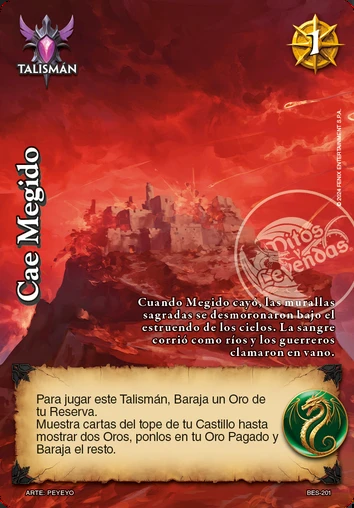 TALISMÁN
1
Cae Megido
© 2024 FENIX ENTERTAINMENT S.P.A.
Mitos
y
Leyendas
Cuando Megido cayó, las murallas
sagradas se desmoronaron bajo el
estruendo de los cielos. La sangre
corrió como ríos y los guerreros
clamaron en vano.
Para jugar este Talismán, Baraja un Oro de
tu Reserva.
Muestra cartas del tope de tu Castillo hasta
mostrar dos Oros, ponlos en tu Oro Pagado y
Baraja el resto.
ARTE: PEYEYO
BES-201